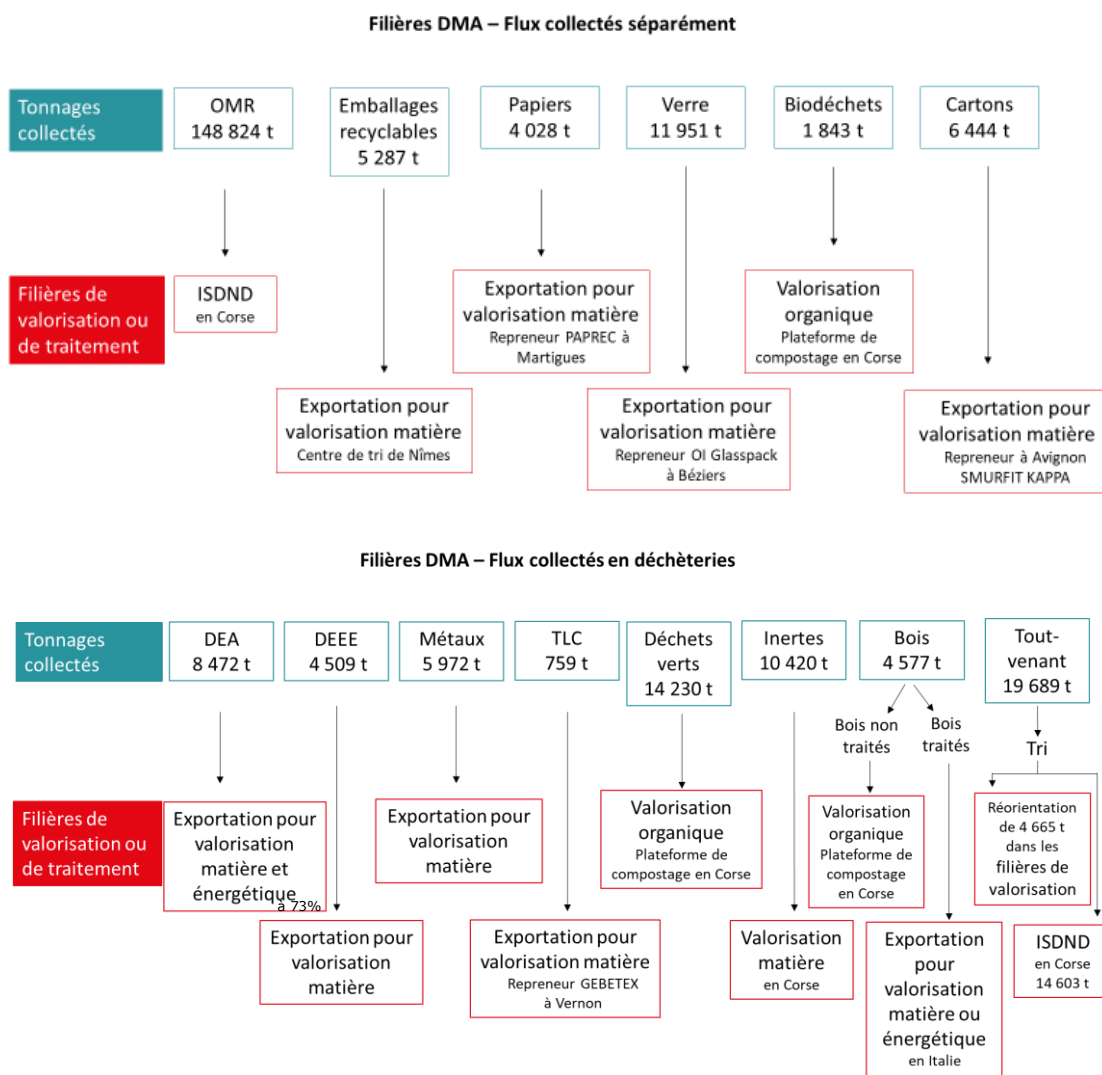 Filières DMA – Flux collectés séparément
Tonnages
collectés
OMR
148 824 t
Emballages
recyclables
5 287 t
Papiers
4 028 t
Verre
11 951 t
Biodéchets
1 843 t
Cartons
6 444 t
Filières de
valorisation ou
de traitement
ISDND
en Corse
Exportation pour
valorisation matière
Centre de tri de Nîmes
Exportation pour
valorisation matière
Repreneur PAPREC à
Martigues
Exportation pour
valorisation matière
Repreneur OI Glasspack
à Béziers
Valorisation
organique
Plateforme de
compostage en Corse
Exportation pour
valorisation matière
Repreneur à Avignon
SMURFIT KAPPA
Filières DMA – Flux collectés en déchèteries
Tonnages
collectés
DEA
8 472 t
DEEE
4 509 t
Métaux
5 972 t
TLC
759 t
Déchets
verts
14 230 t
Inertes
10 420 t
Bois
4 577 t
Tout-
venant
19 689 t
Bois non
traités
Bois
traités
Tri
Filières de
valorisation ou
de traitement
Exportation pour
valorisation
matière et
énergétique
à 73%
Exportation pour
valorisation
matière
Exportation pour
valorisation
matière
Exportation pour
valorisation matière
Repreneur GEBETEX
à Vernon
Valorisation
organique
Plateforme de
compostage en Corse
Valorisation
matière
en Corse
Valorisation
organique
Plateforme de
compostage
en Corse
Exportation
pour
valorisation
matière ou
énergétique
en Italie
Réorientation
de 4 665 t
dans les
filières de
valorisation
ISDND
en Corse
14 603 t